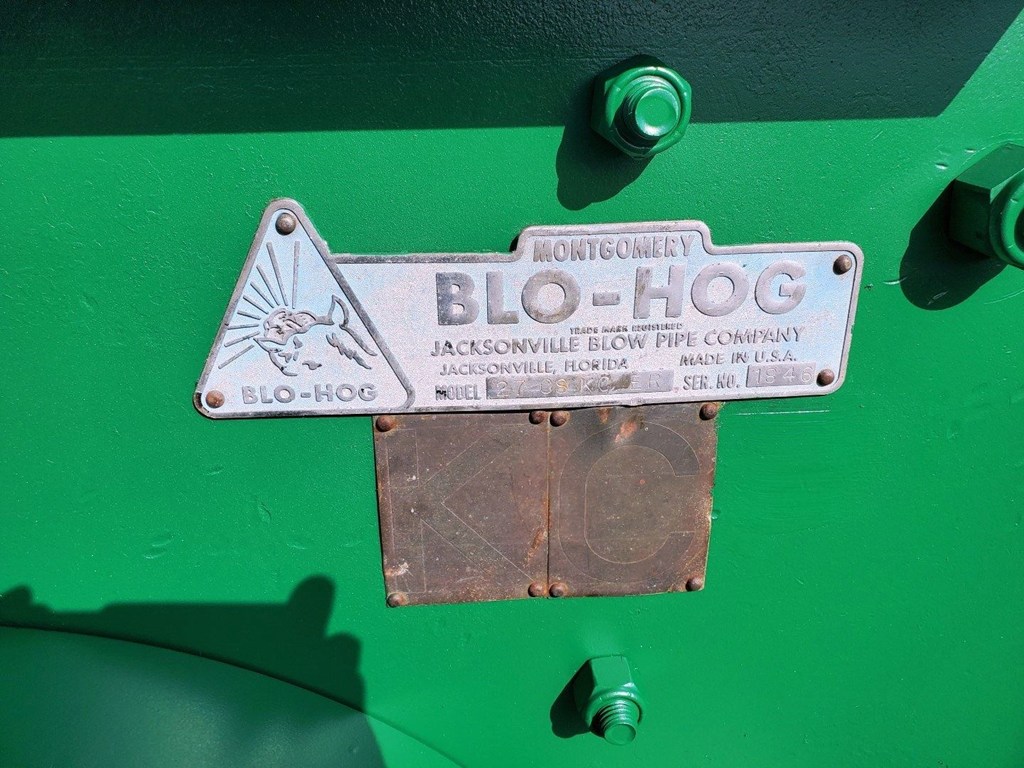 MONTGOMERY
BLO-HOG
TRADE MARK REGISTERED
JACKSONVILLE BLOW PIPE COMPANY
JACKSONVILLE, FLORIDA MADE IN U.S.A.
MODEL SER. NO. 1946
BLO-HOG
KC